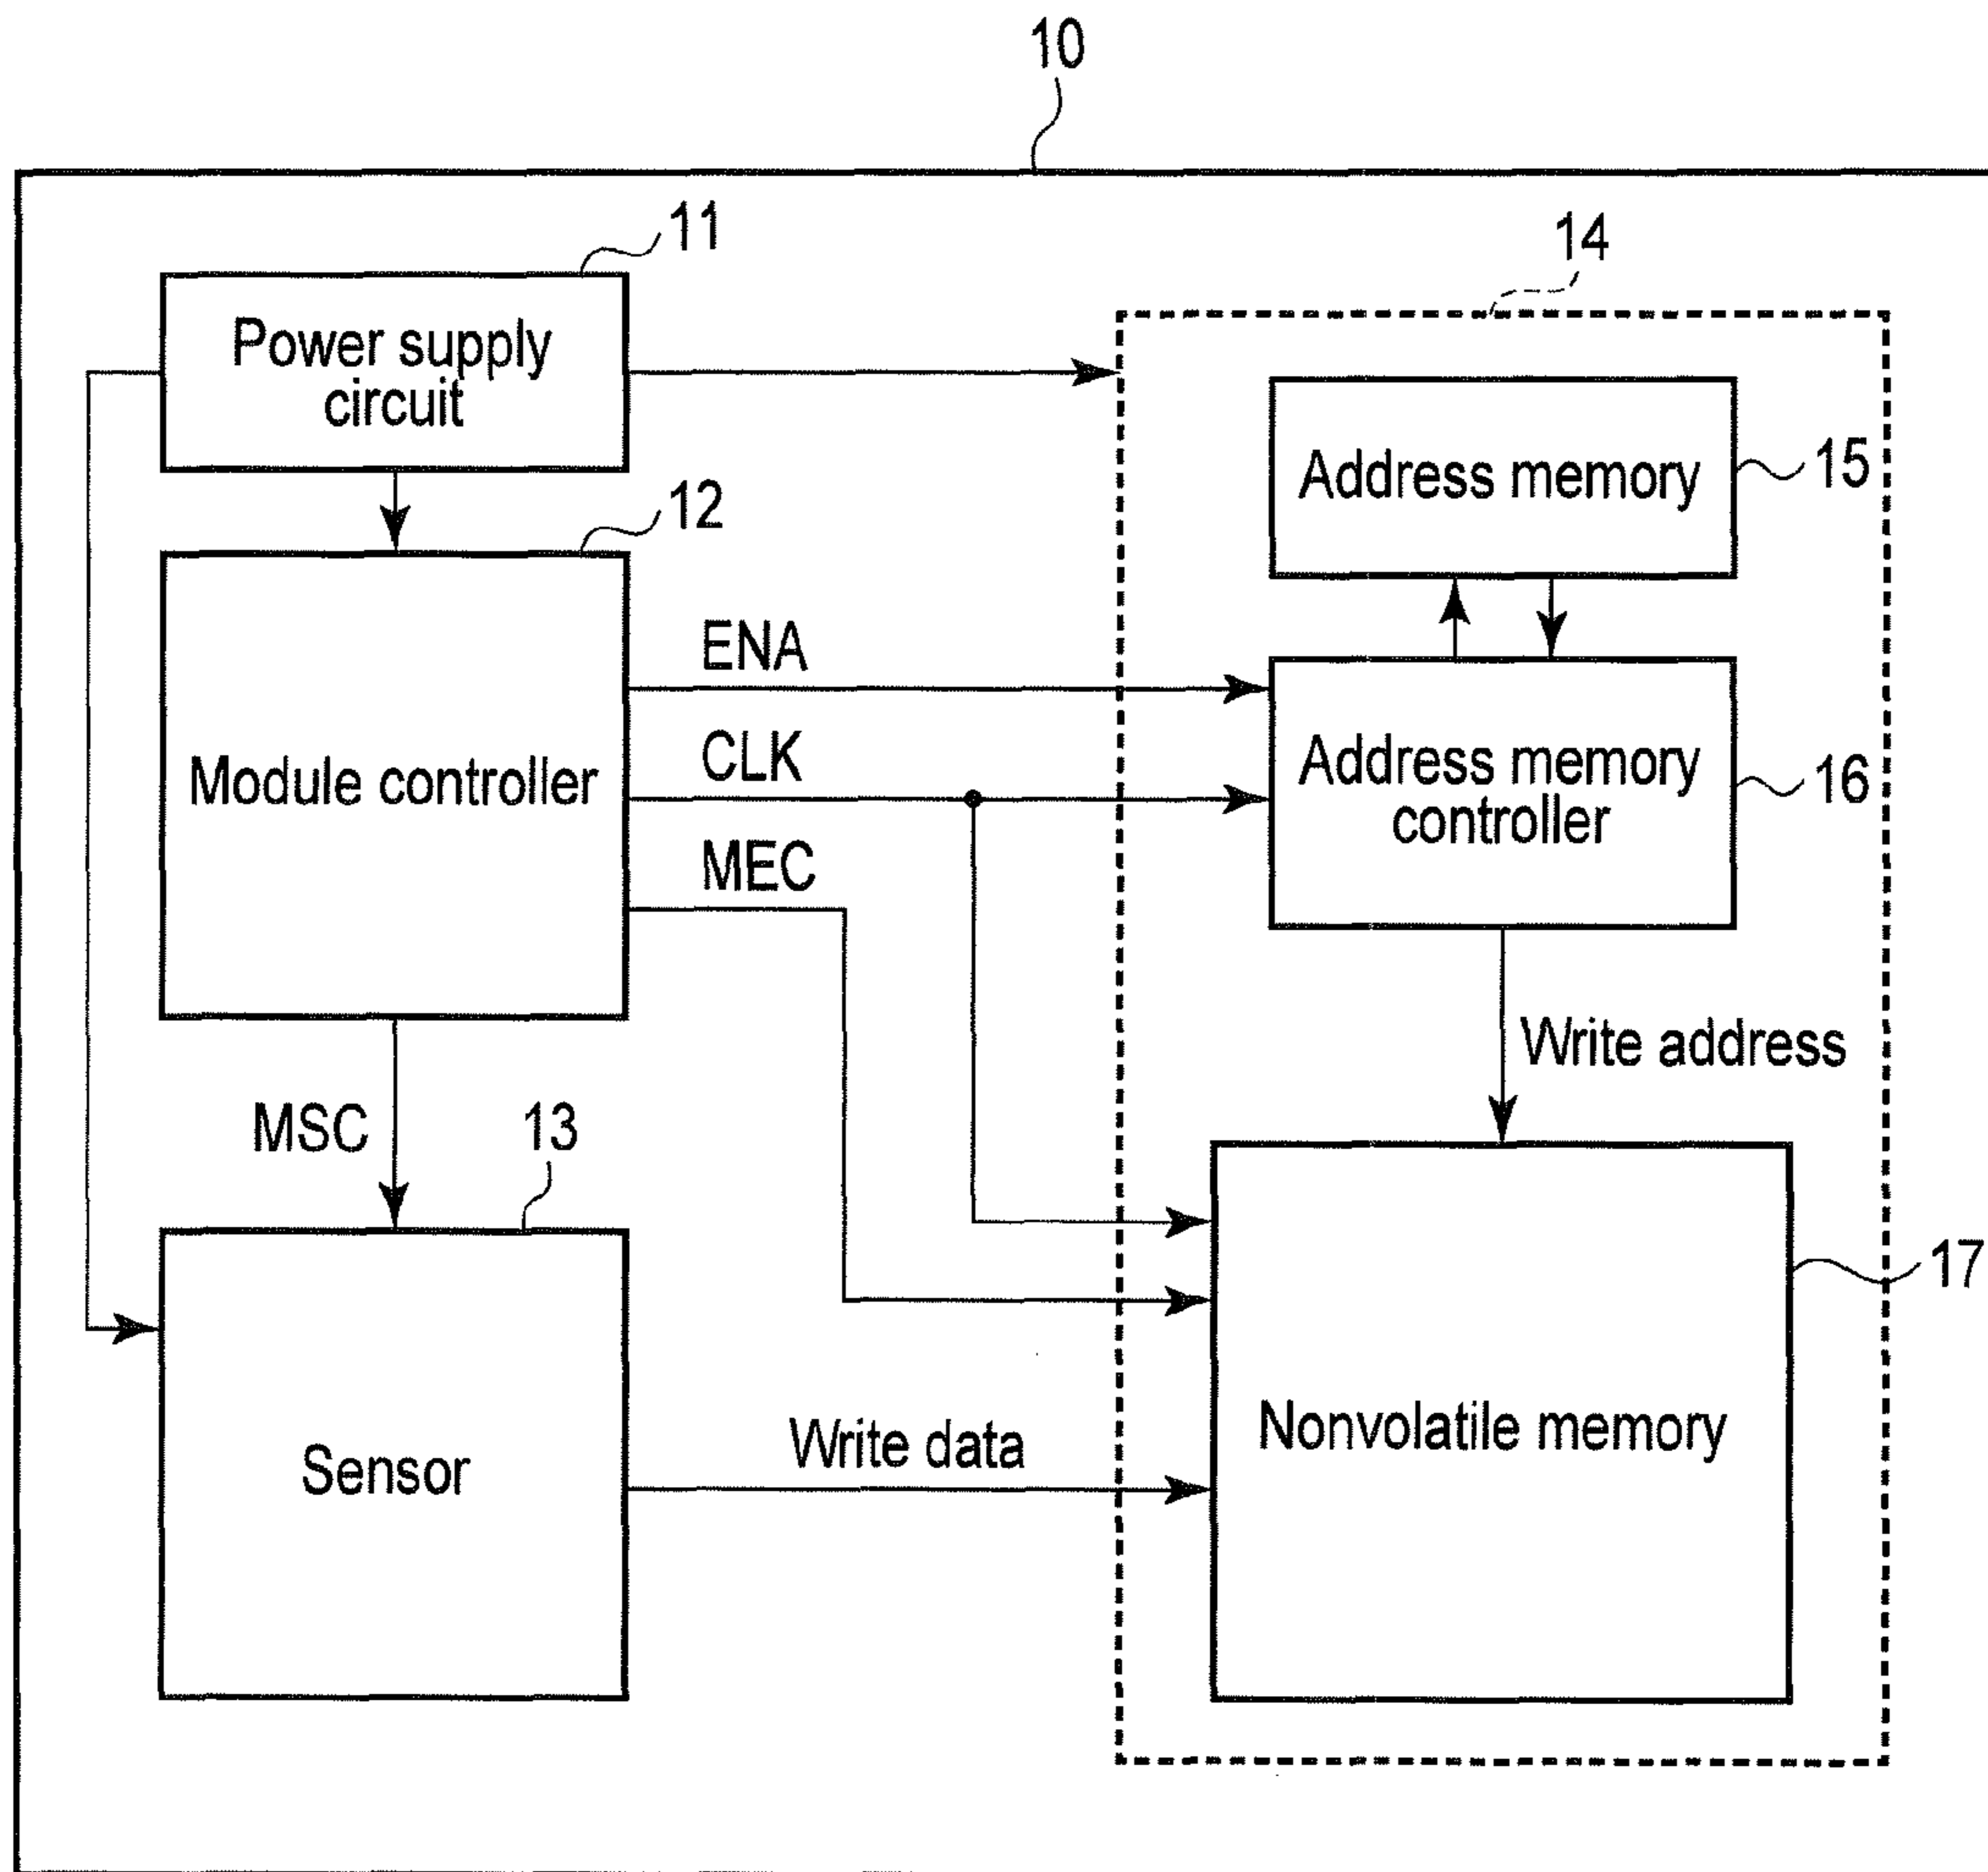 10
11
14
Power supply
circuit
Address memory
15
12
ENA
CLK
MEC
Module controller
Address memory
controller
16
Write address
MSC
13
17
Sensor
Write data
Nonvolatile memory